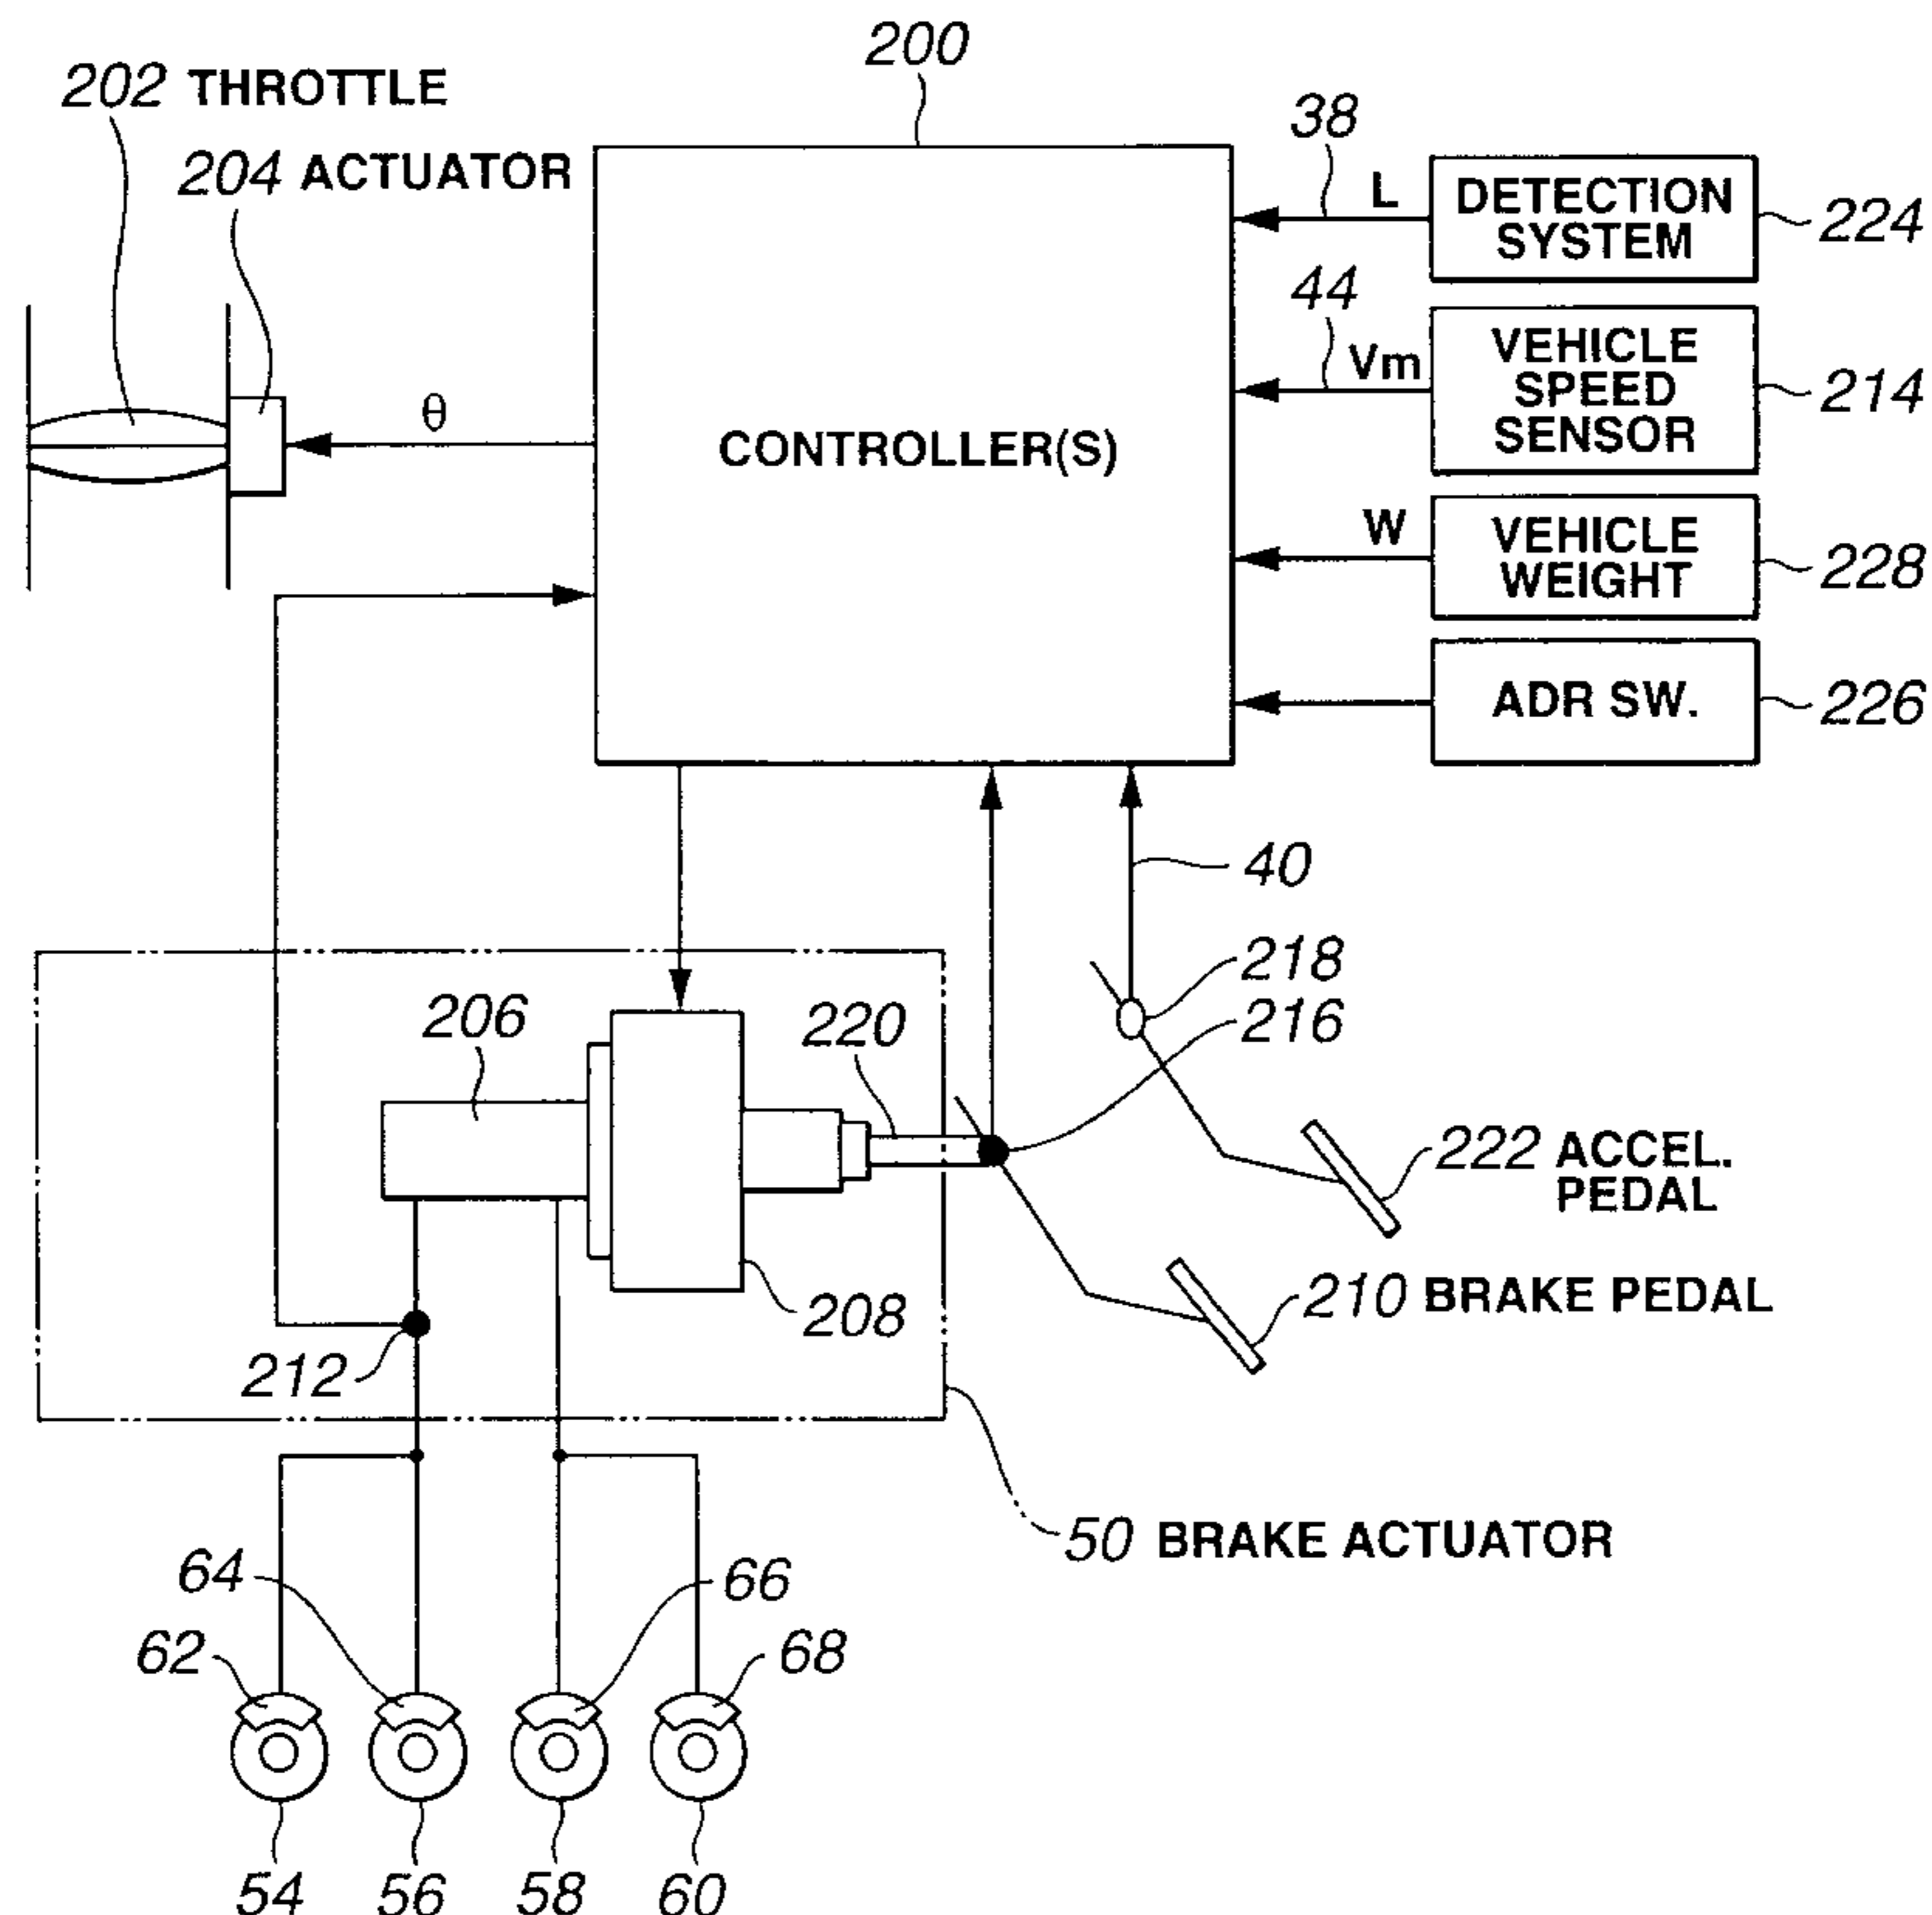 200
202 THROTTLE
204 ACTUATOR
38
L
DETECTION
SYSTEM
224
44
Vm
VEHICLE
SPEED
SENSOR
214
θ
CONTROLLER(S)
W
VEHICLE
WEIGHT
228
ADR SW.
226
40
218
216
206
220
222 ACCEL.
PEDAL
210 BRAKE PEDAL
208
212
50 BRAKE ACTUATOR
64
66
62
68
54
56
58
60